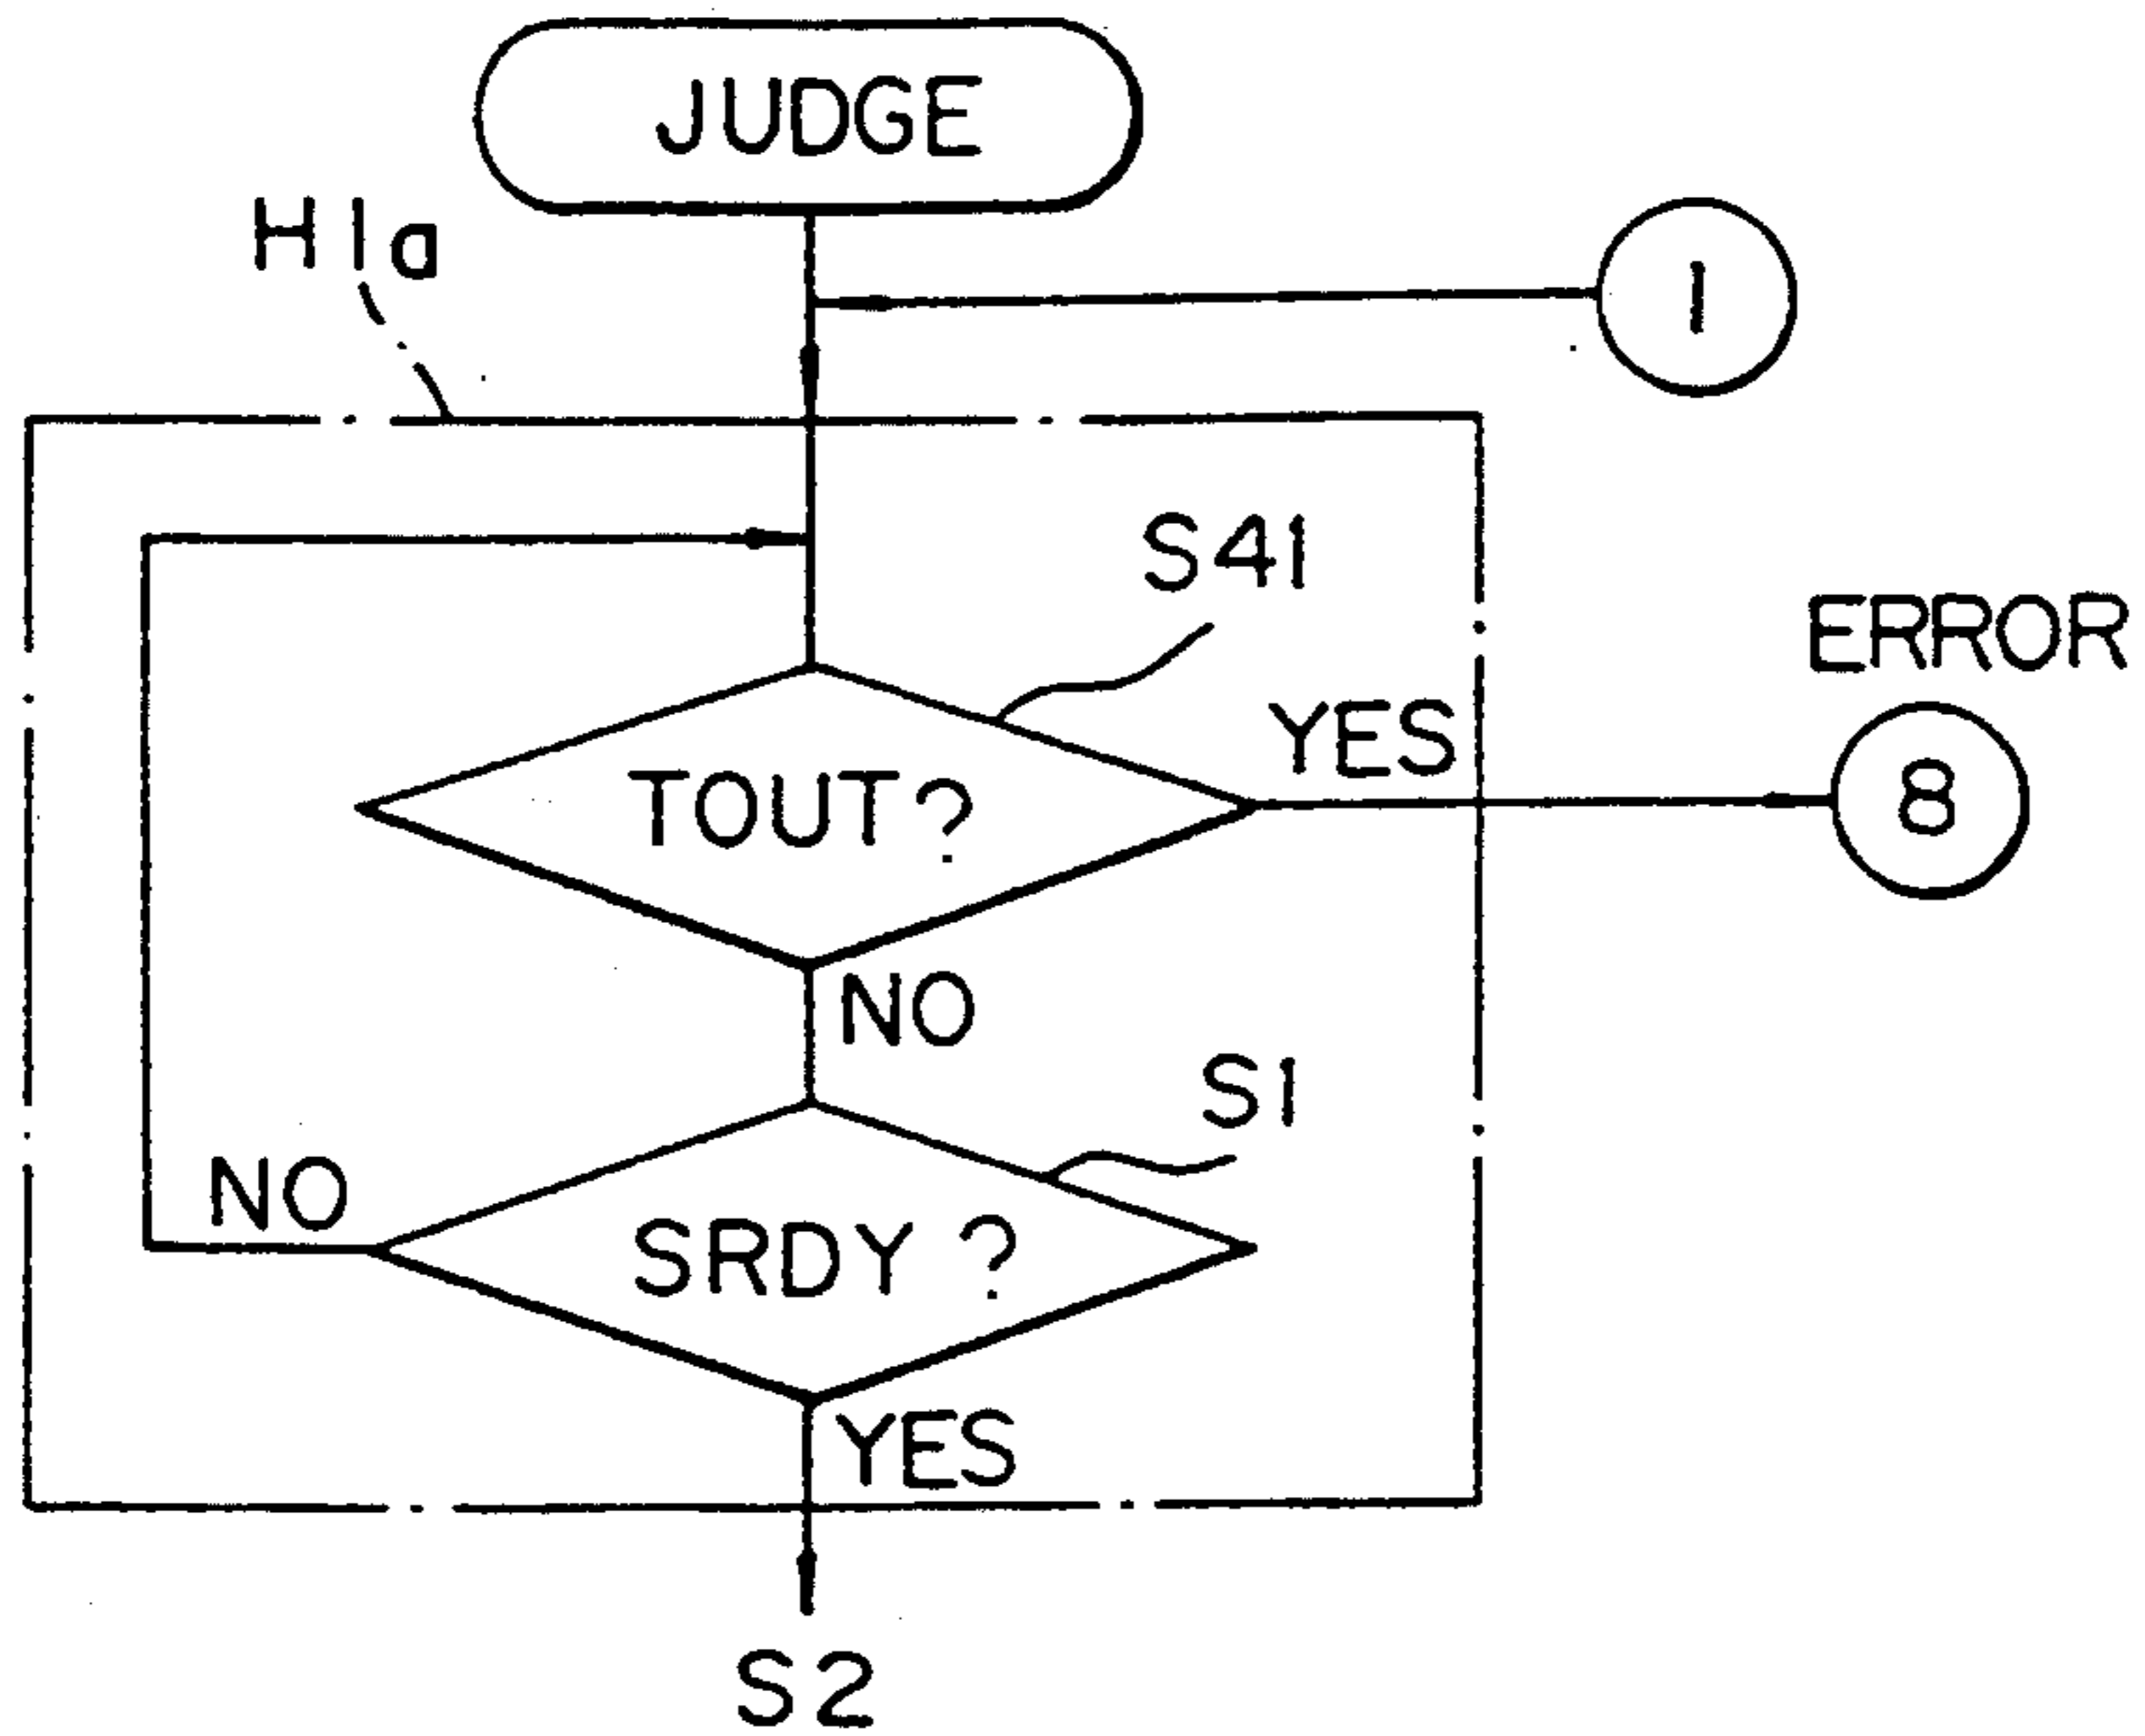 JUDGE
H1a
1
S41
ERROR
YES
TOUT?
8
NO
S1
NO
SRDY ?
YES
S2